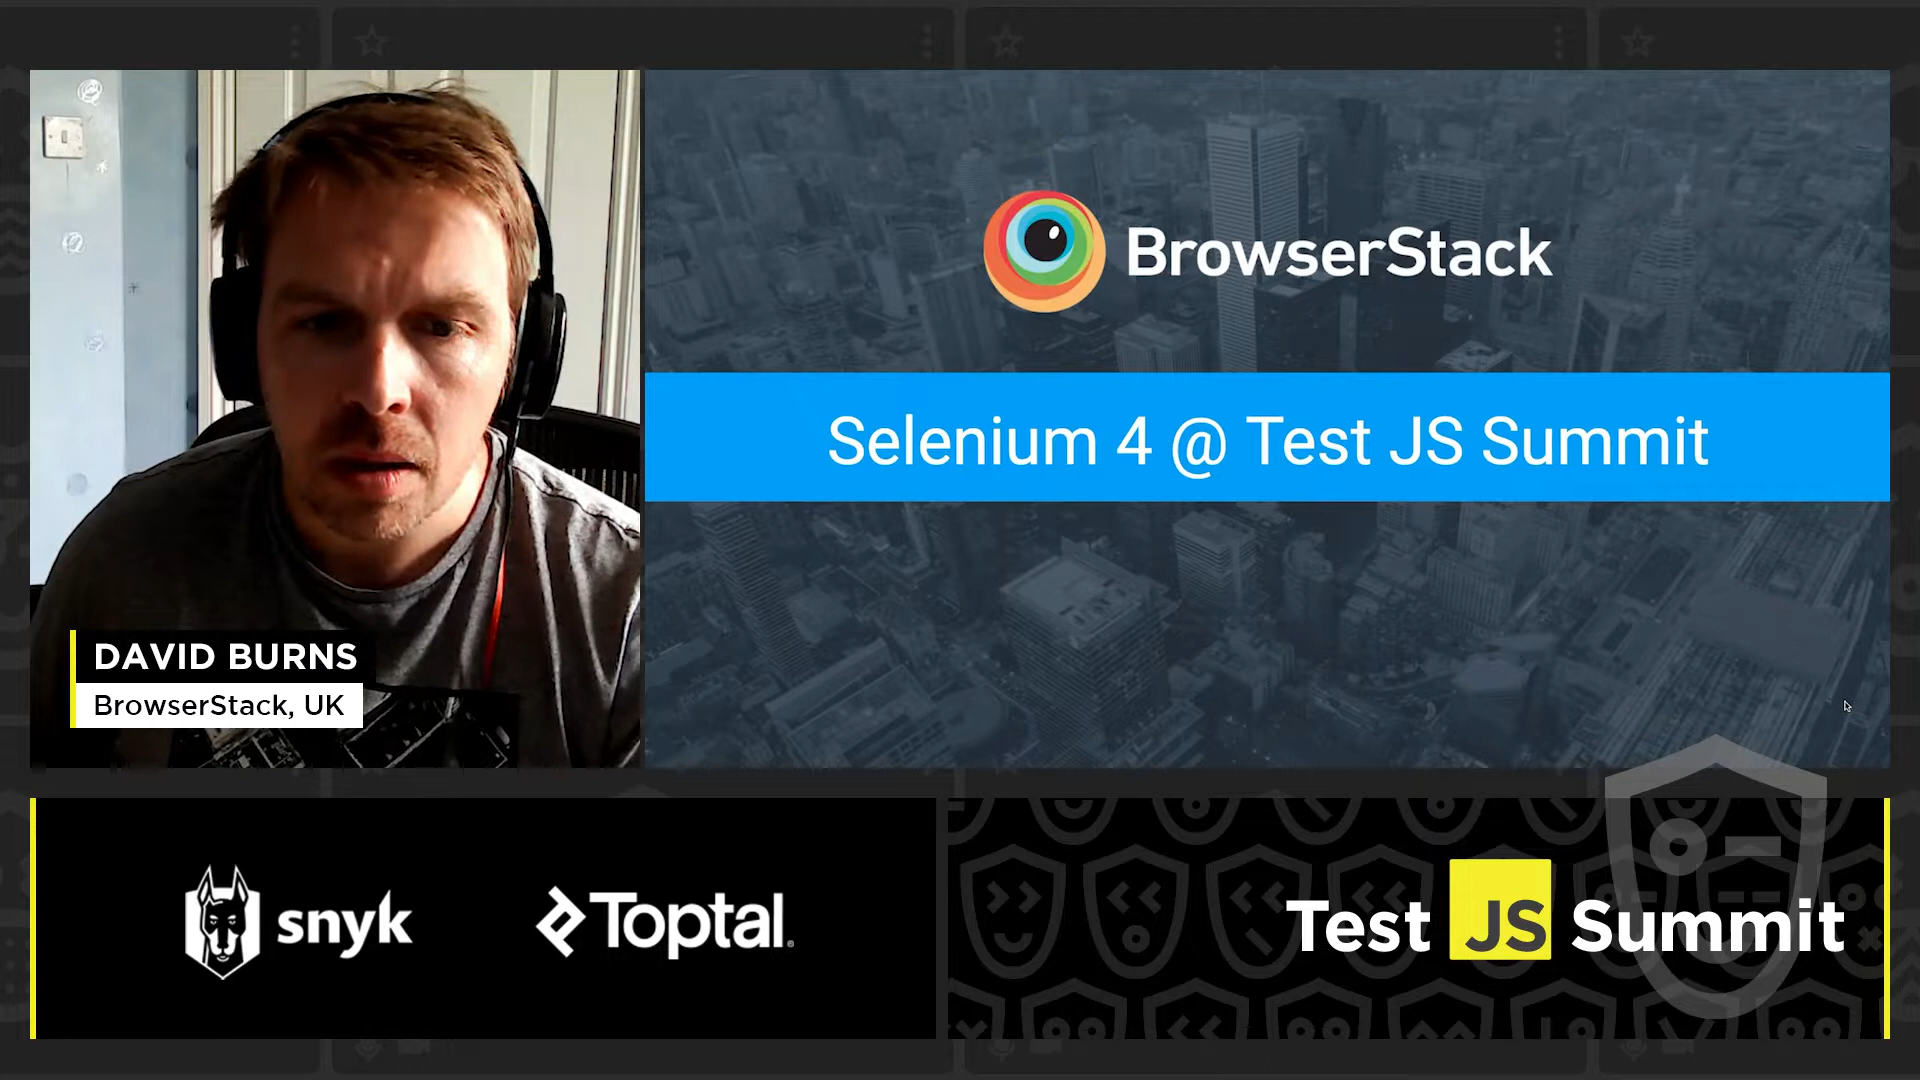 BrowserStack
Selenium 4 @ Test JS Summit
DAVID BURNS
BrowserStack, UK
snyk
Toptal
Test JS Summit